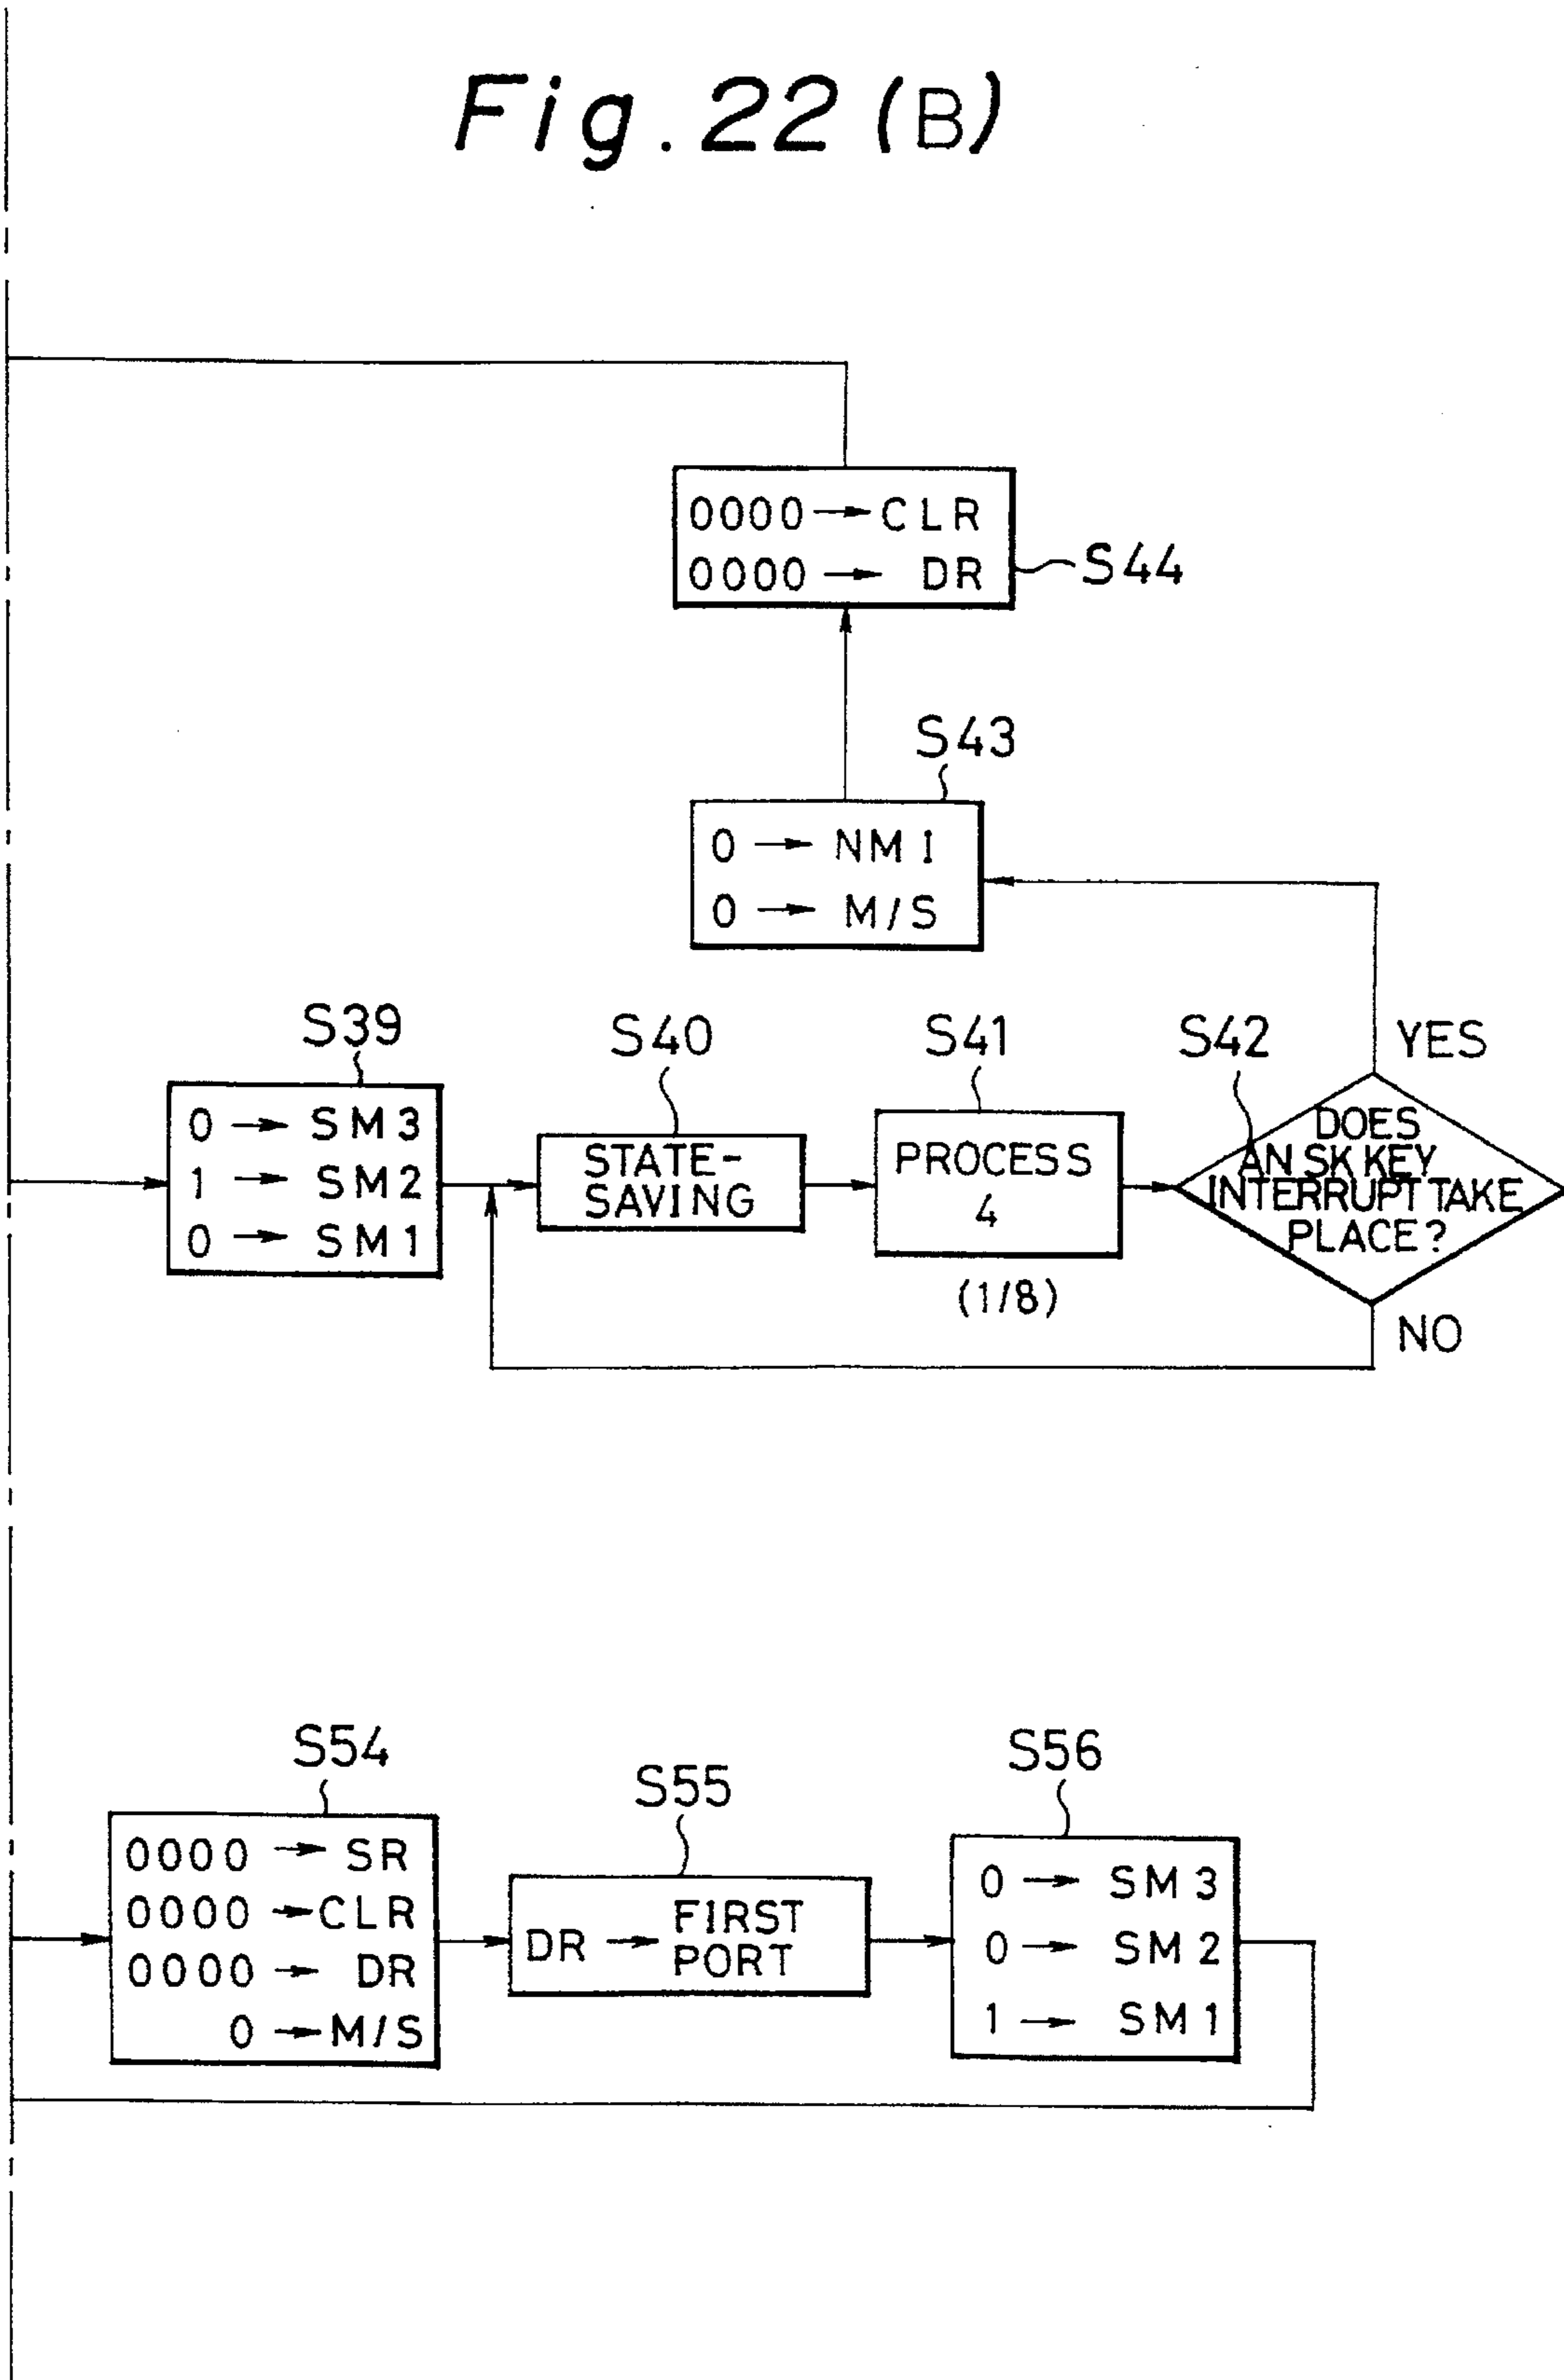 Fig. 22 (B)
0000 → CLR
0000 → DR
S44
S43
0 → NMI
0 → M/S
S39
0 → SM3
1 → SM2
0 → SM1
S40
STATE-
SAVING
S41
PROCESS
4
(1/8)
S42
YES
DOES
AN SK KEY
INTERRUPT TAKE
PLACE?
NO
S54
0000 → SR
0000 → CLR
0000 → DR
0 → M/S
S55
DR → FIRST
PORT
S56
0 → SM3
0 → SM2
1 → SM1